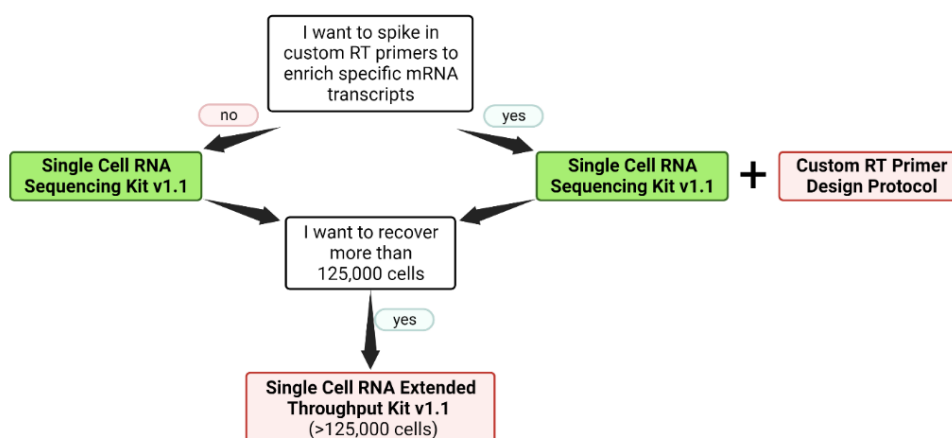 I want to spike in
custom RT primers to
enrich specific mRNA
transcripts
no
yes
Single Cell RNA
Sequencing Kit v1.1
Single Cell RNA
Sequencing Kit v1.1
+
Custom RT Primer
Design Protocol
I want to recover
more than
125,000 cells
yes
Single Cell RNA Extended
Throughput Kit v1.1
(>125,000 cells)